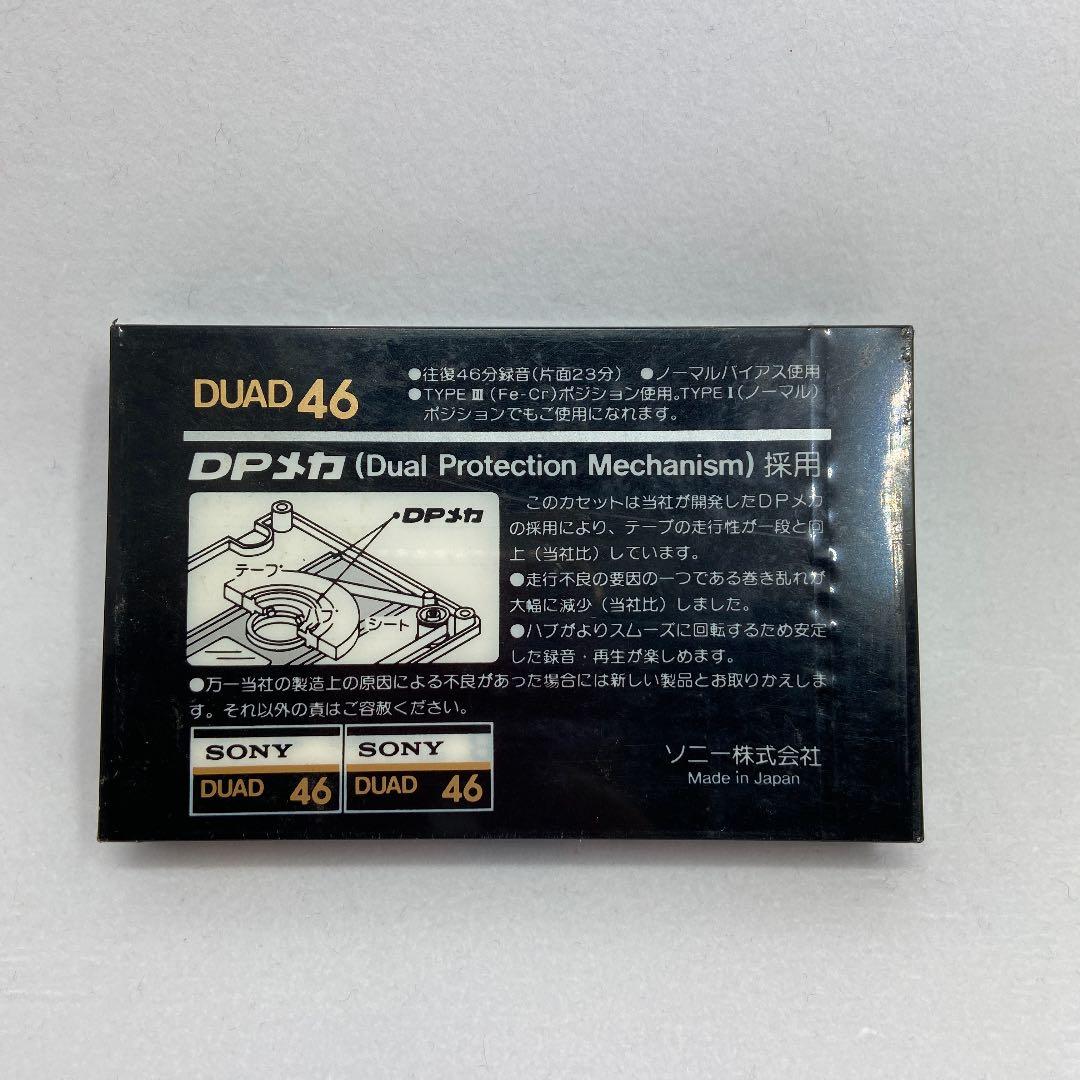 DUAD 46
●往復46分録音(片面23分) ●ノーマルバイアス使用
●TYPE Ⅲ (Fe-Cr)ポジション使用。TYPE Ⅰ (ノーマル)
ポジションでもご使用になれます。
DPメカ (Dual Protection Mechanism) 採用
DPメカ
テープ
シート
このカセットは当社が開発したDPメカ
の採用により、テープの走行性が一段と向
上(当社比)しています。
●走行不良の要因の一つである巻き乱れが
大幅に減少(当社比)しました。
●ハブがよりスムーズに回転するため安定
した録音・再生が楽しめます。
●万一当社の製造上の原因による不良があった場合には新しい製品とお取りかえしま
す。それ以外の責はご容赦ください。
SONY
DUAD 46
SONY
DUAD 46
ソニー株式会社
Made in Japan